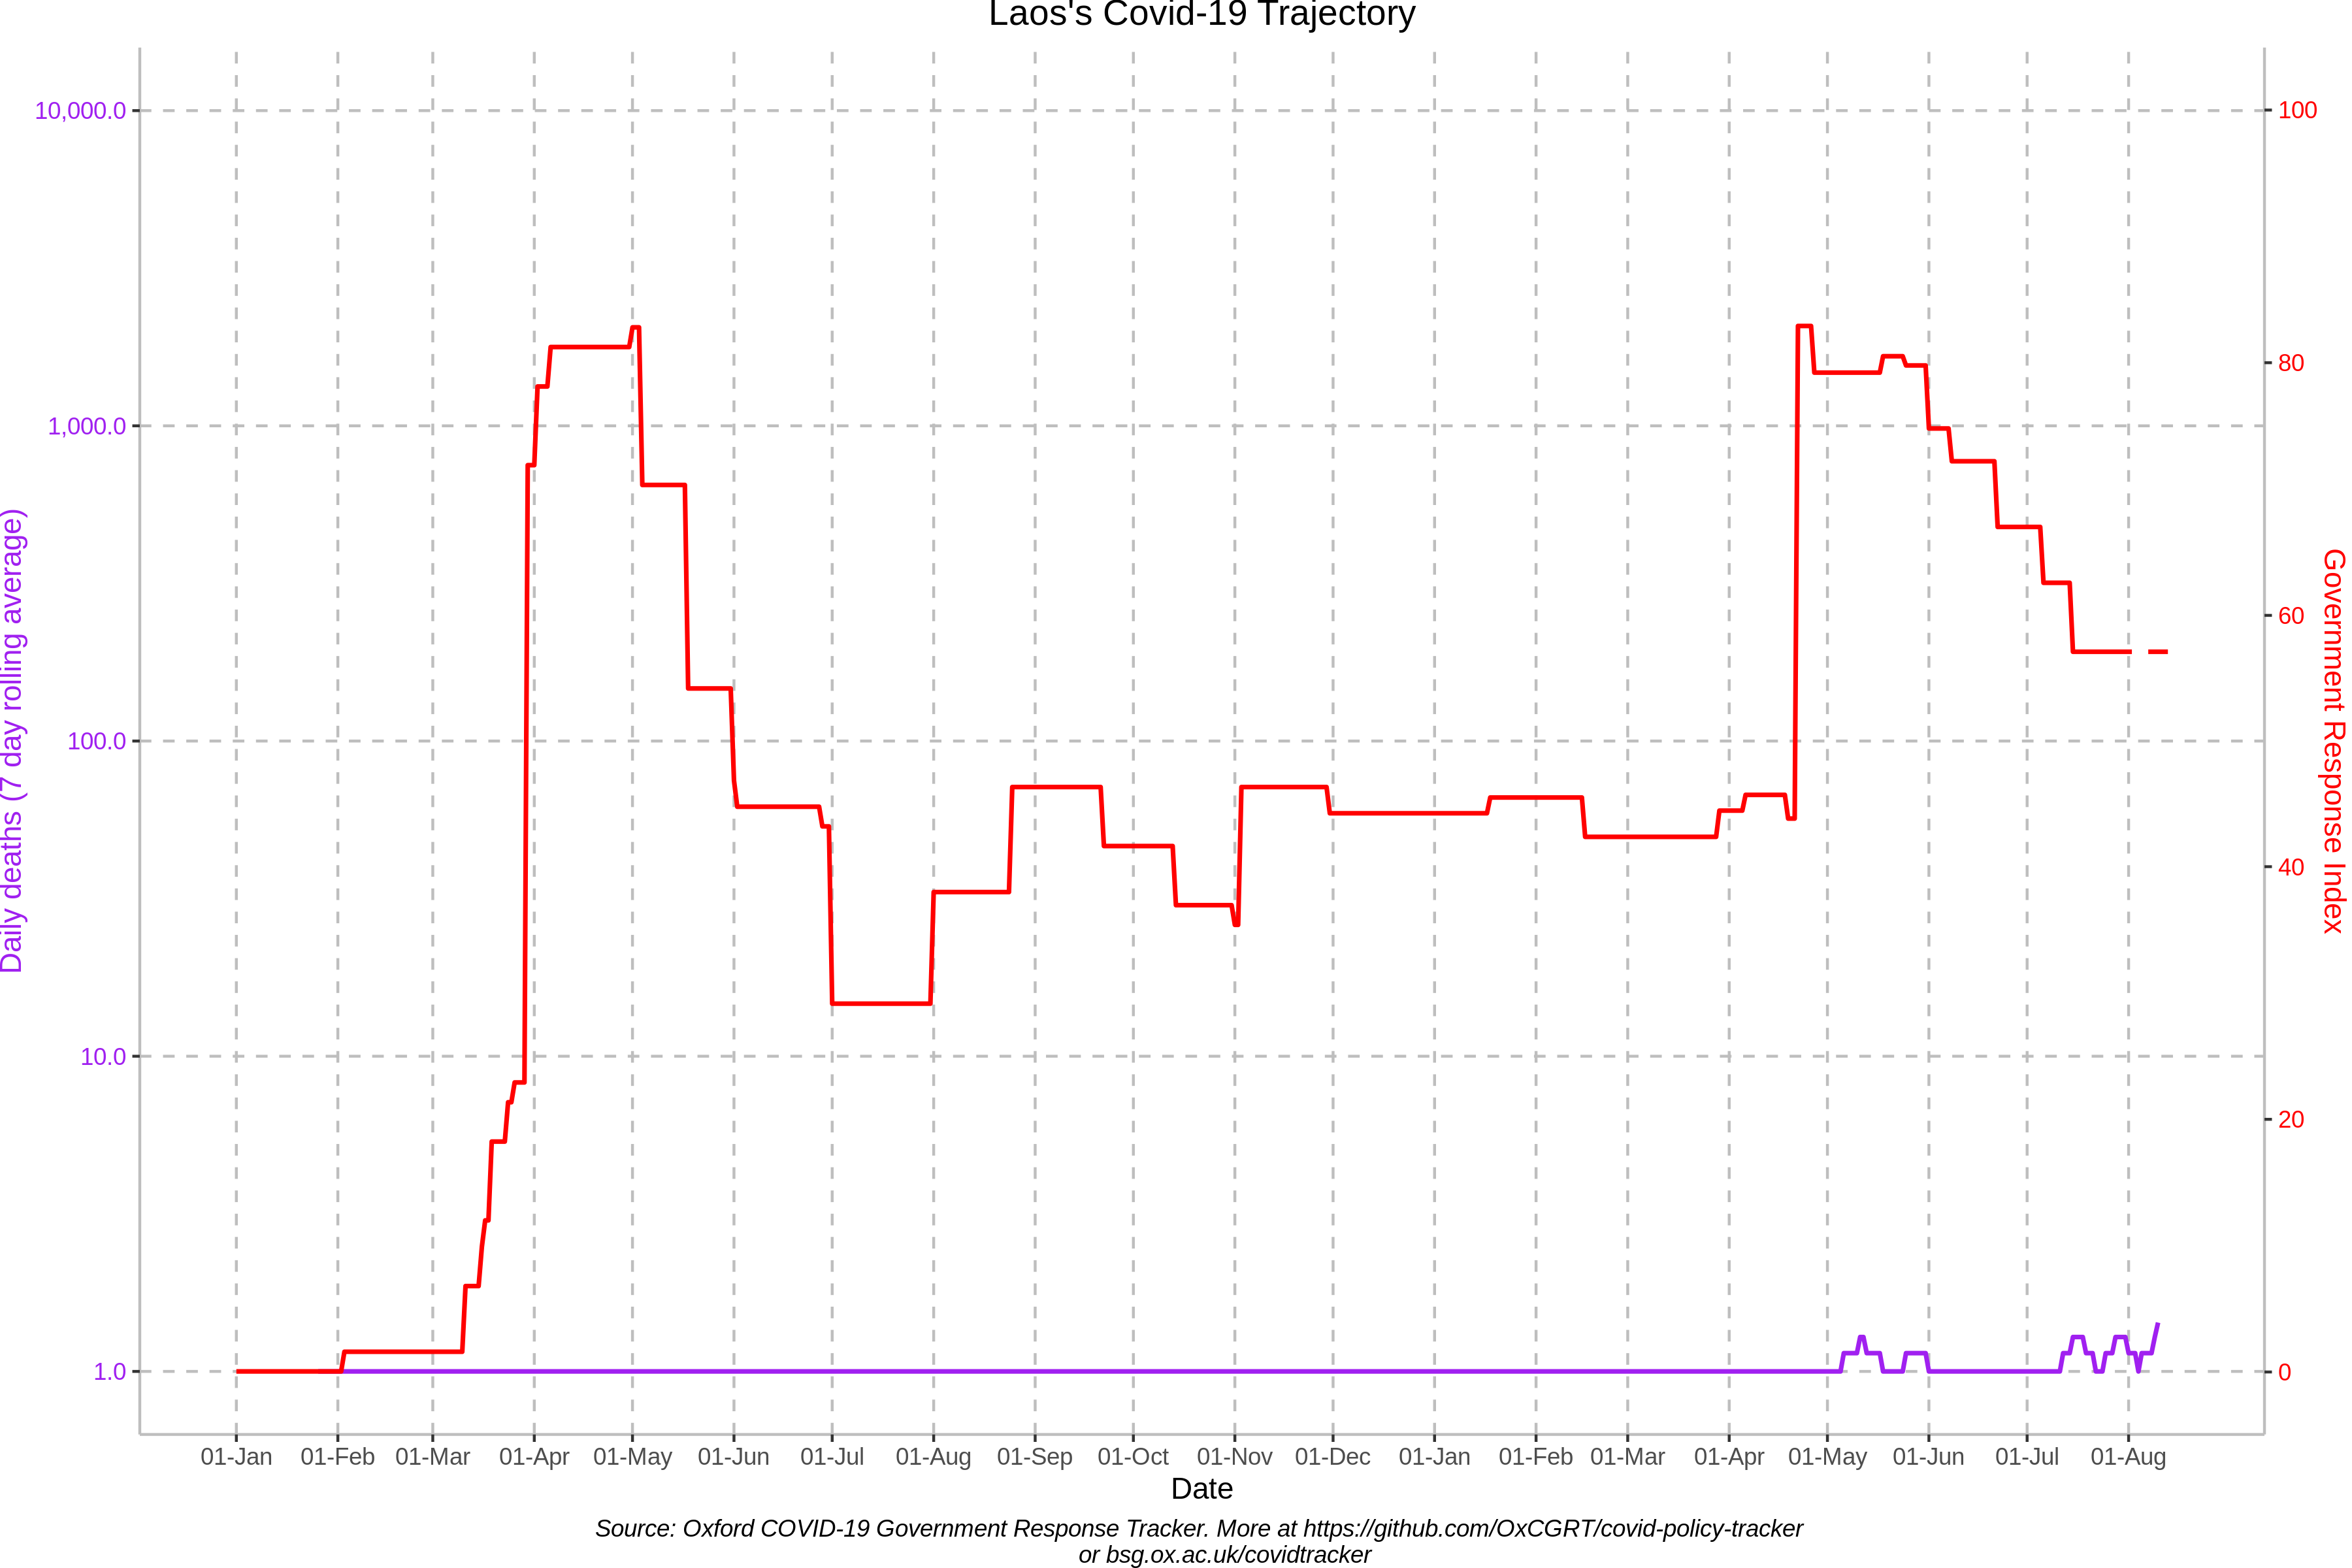 Laos's Covid-19 Trajectory
10,000.0
1,000.0
100.0
10.0
1.0
Daily deaths (7 day rolling average)
100
80
60
40
20
0
Government Response Index
01-Jan 01-Feb 01-Mar 01-Apr 01-May 01-Jun 01-Jul 01-Aug 01-Sep 01-Oct 01-Nov 01-Dec 01-Jan 01-Feb 01-Mar 01-Apr 01-May 01-Jun 01-Jul 01-Aug
Date
Source: Oxford COVID-19 Government Response Tracker. More at https://github.com/OxCGRT/covid-policy-tracker
or bsg.ox.ac.uk/covidtracker